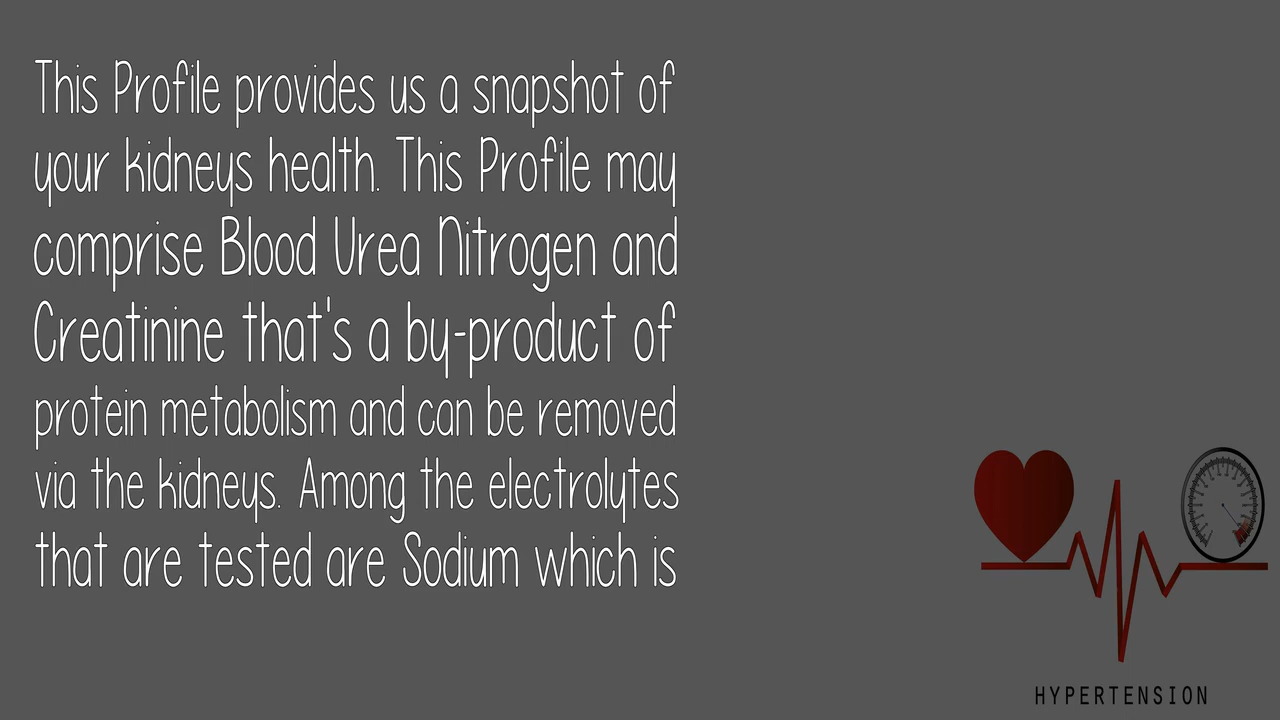 This Profile provides us a snapshot of
your kidneys health. This Profile may
comprise Blood Urea Nitrogen and
Creatinine that's a by-product of
protein metabolism and can be removed
via the kidneys. Among the electrolytes
that are tested are Sodium which is
HYPERTENSION